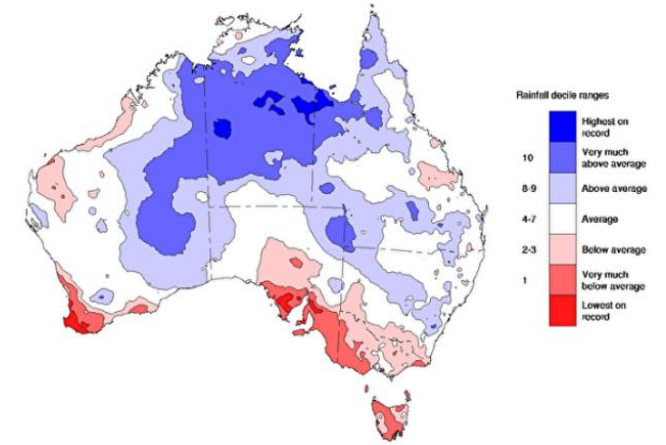 Rainfall decile ranges
Highest on
record
10
Very much
above average
8-9
Above average
4-7
Average
2-3
Below average
1
Very much
below average
Lowest on
record